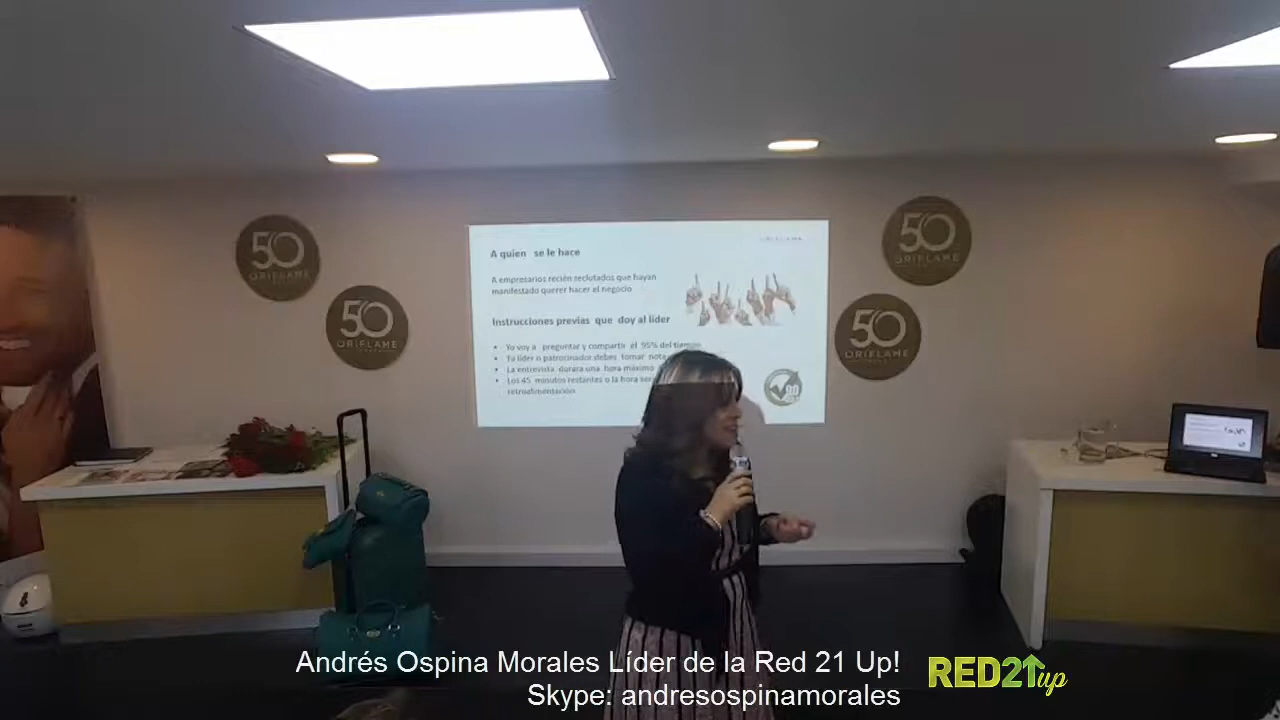 50
ORIFLAME
50
ORIFLAME
50
ORIFLAME
50
ORIFLAME
ORIFLAME
A quien se le hace
A empresarios recién reclutados que hayan
manifestado querer hacer el negocio
Instrucciones previas que doy al líder
• Yo voy a preguntar y compartir el 95% del tiempo
• Tu líder o patrocinador debes tomar nota
• La entrevista durara una hora máximo
• Los 45 minutos restantes o la hora
retroalimentación
Andrés Ospina Morales Líder de la Red 21 Up!
Skype: andresospinamorales
RED21up